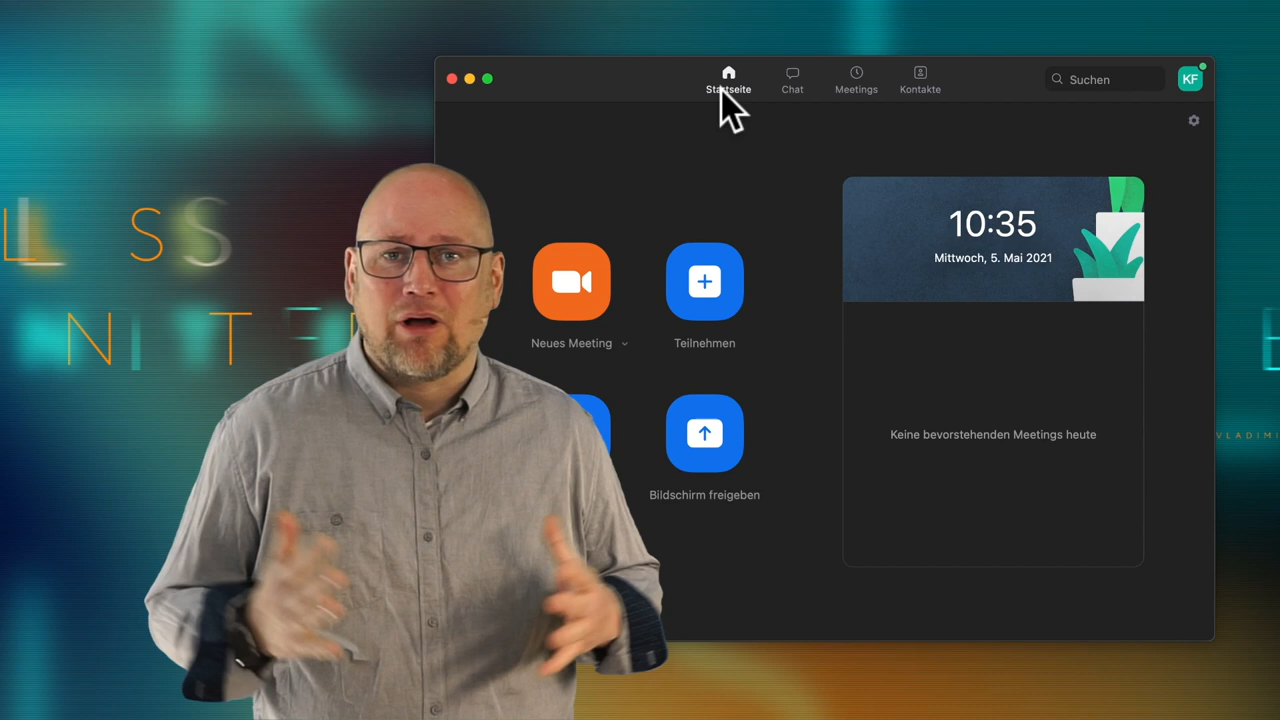 Startseite
Chat
Meetings
Kontakte
Suchen
KF
10:35
Mittwoch, 5. Mai 2021
L S S
N I T
E
Neues Meeting
Teilnehmen
Keine bevorstehenden Meetings heute
VLADIMI
Bildschirm freigeben